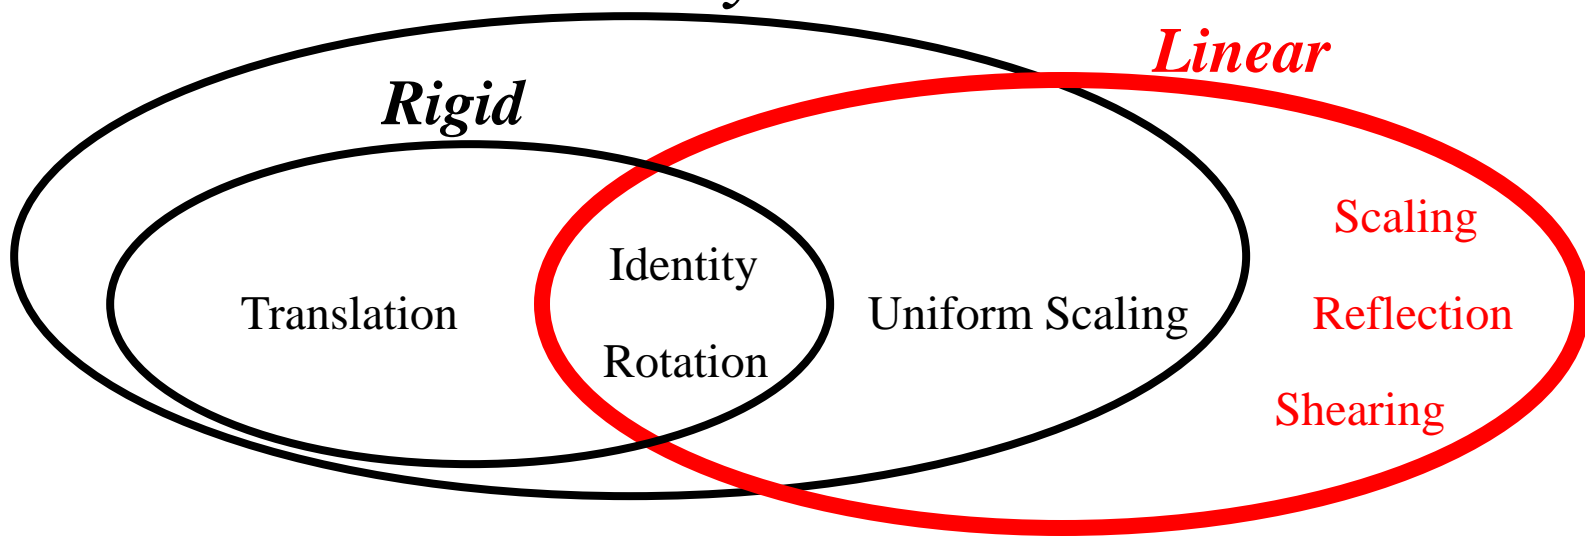 Linear
Rigid
Scaling
Identity
Translation
Uniform Scaling
Reflection
Rotation
Shearing